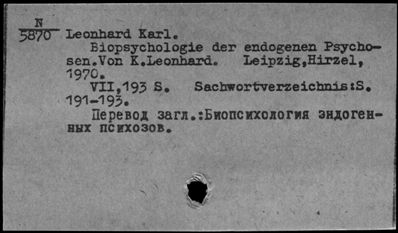 N
5870
Leonhard Karl.
Biopsychologie der endogenen Psycho-
sen.Von K.Leonhard. Leipzig,Hirzel,
1970.
VII,193 S. Sachwortverzeichnis:S.
191-193.
Перевод загл.:Биопсихология эндоген-
ных психозов.